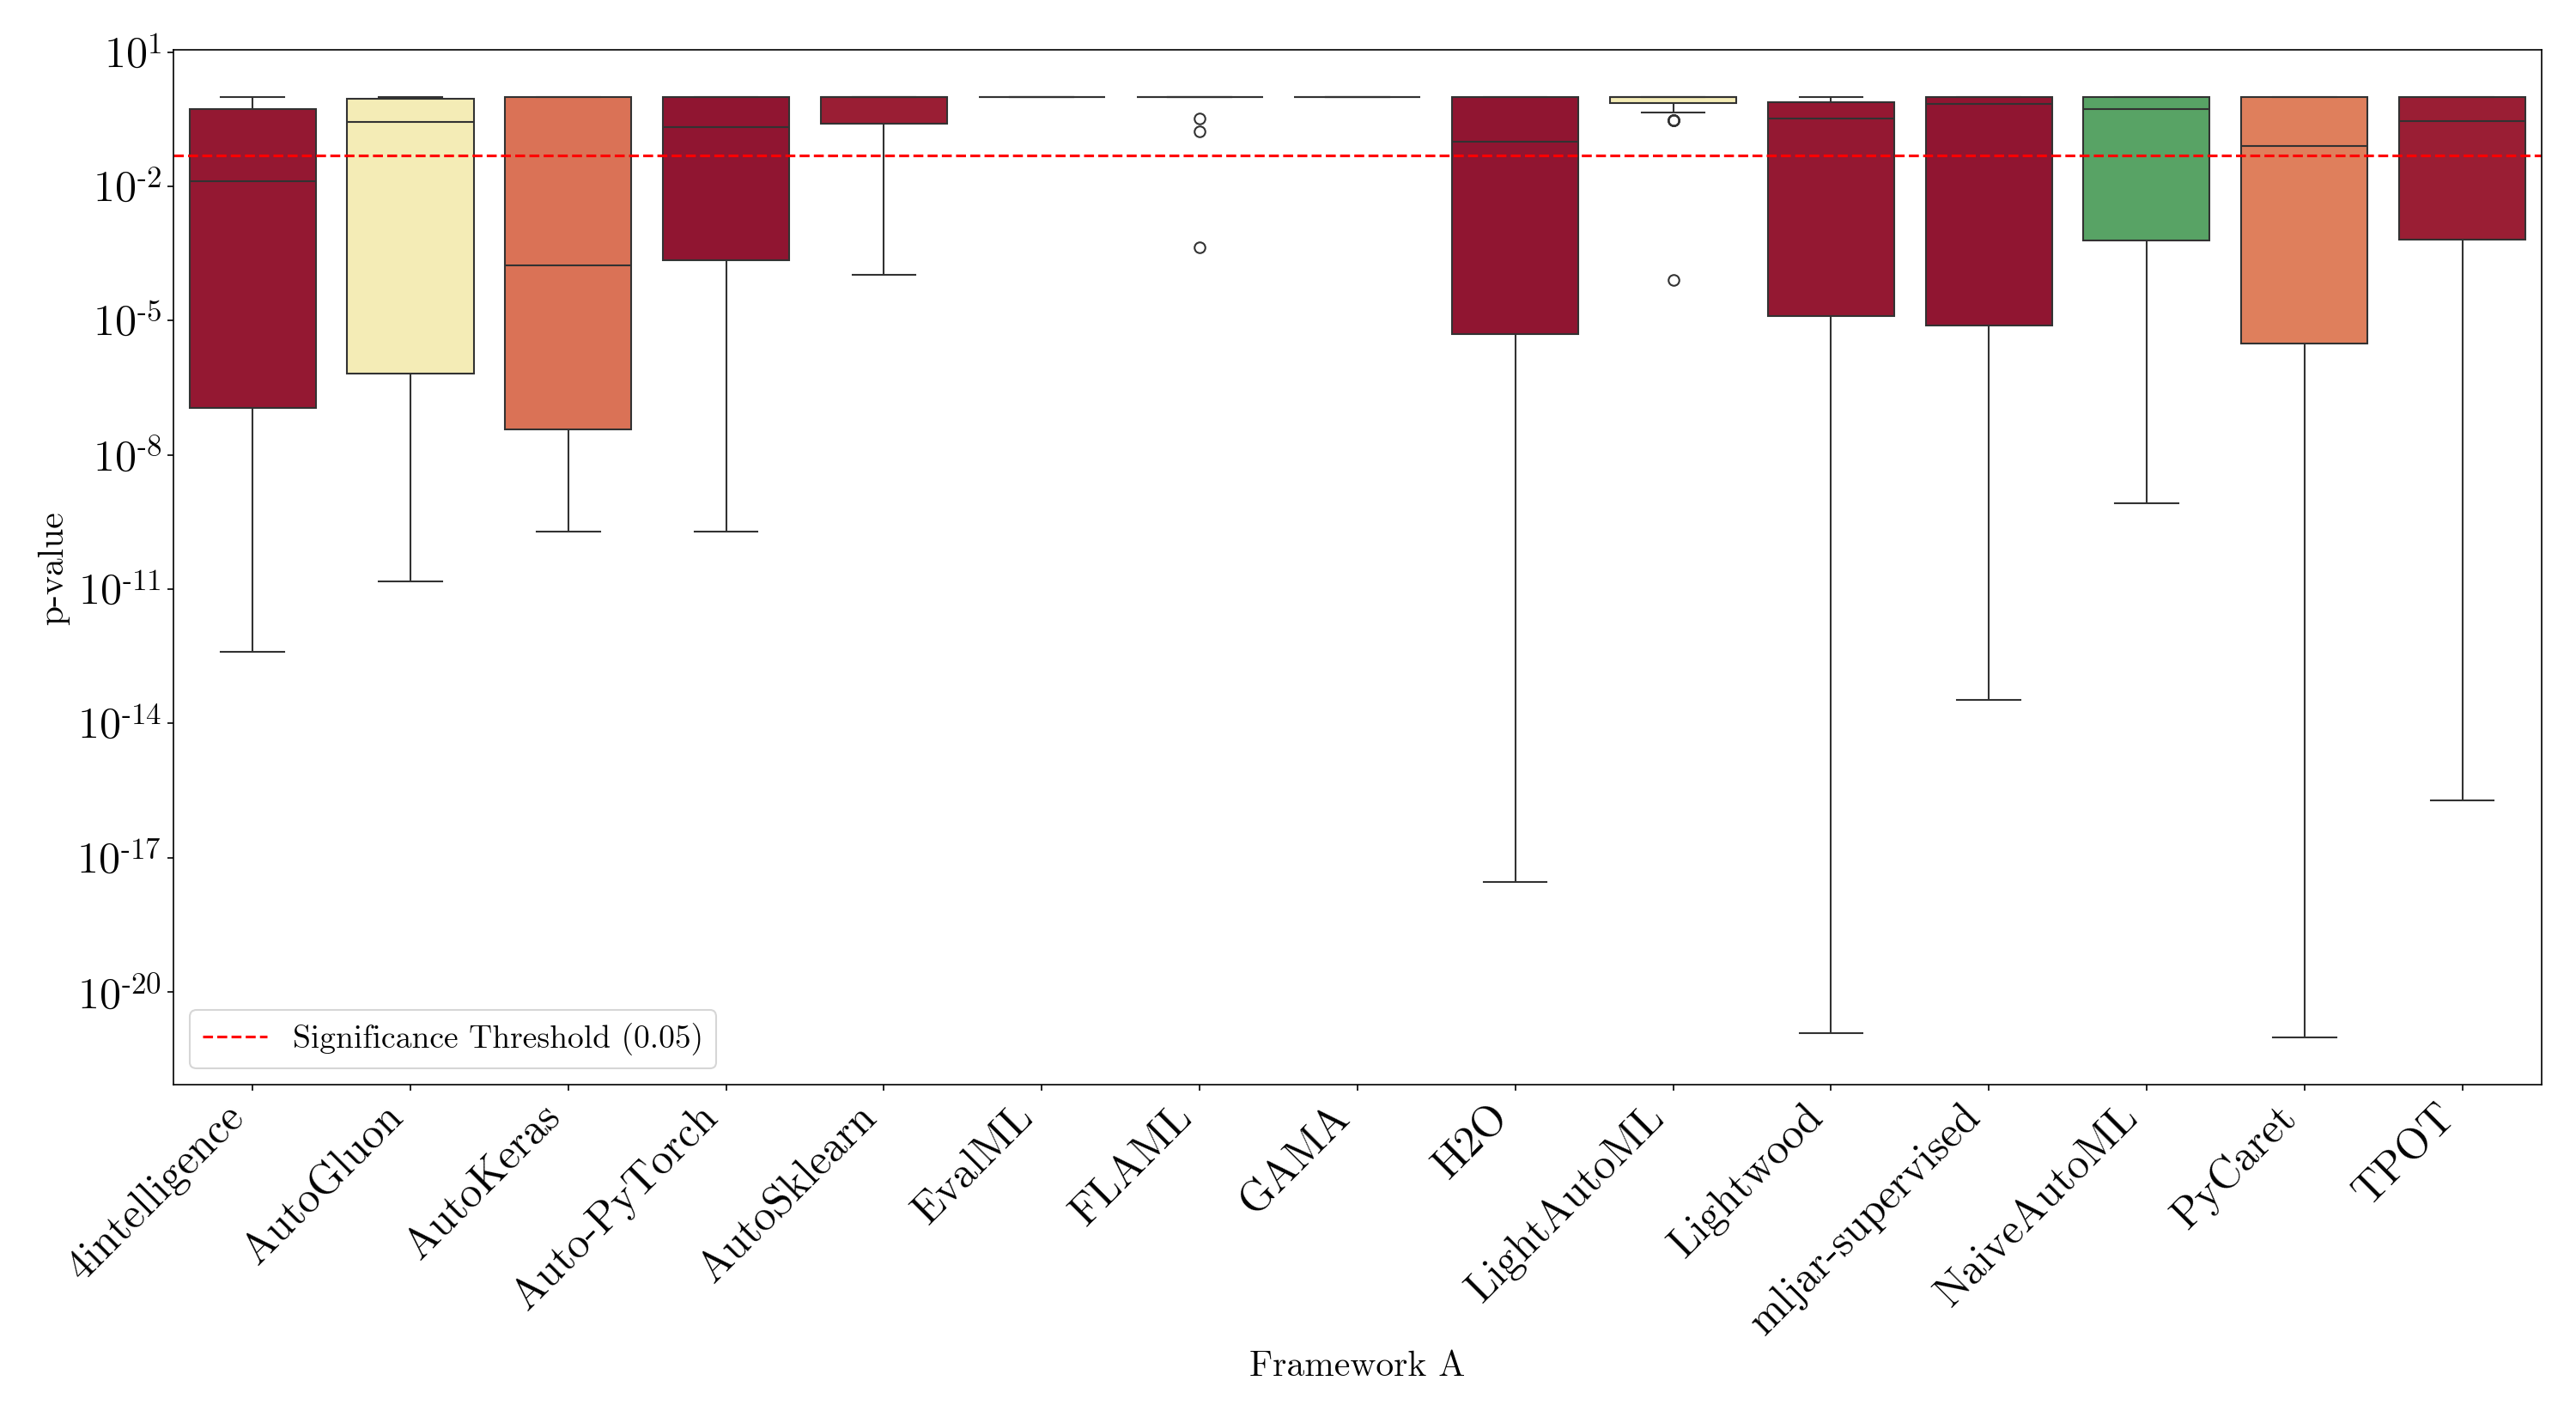 10^1
10^-2
10^-5
10^-8
10^-11
10^-14
10^-17
10^-20
p-value
Significance Threshold (0.05)
4intelligence
AutoGluon
AutoKeras
Auto-PyTorch
AutoSklearn
EvalML
FLAML
GAMA
H2O
LightAutoML
Lightwood
mljar-supervised
NaiveAutoML
PyCaret
TPOT
Framework A